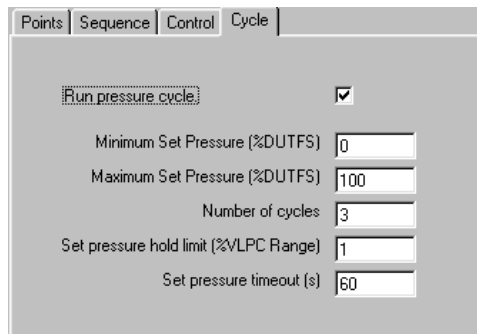 Points Sequence Control Cycle
Run pressure cycle.
Minimum Set Pressure (%DUTFS) 0
Maximum Set Pressure (%DUTFS) 100
Number of cycles 3
Set pressure hold limit (%VLPC Range) 1
Set pressure timeout (s) 60